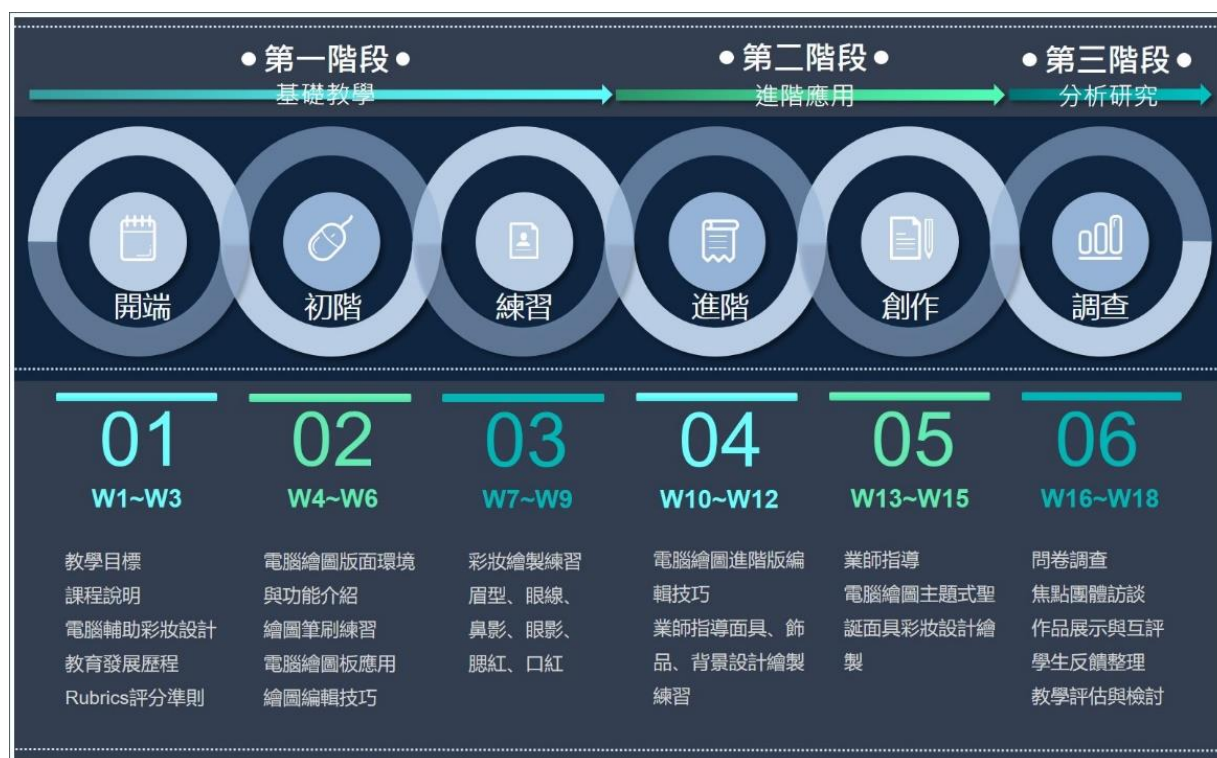 ●第一階段●
基礎教學
●第二階段●
進階應用
●第三階段●
分析研究
開端
初階
練習
進階
創作
調查
01
W1~W3
教學目標
課程說明
電腦輔助彩妝設計
教育發展歷程
Rubrics評分準則
02
W4~W6
電腦繪圖版面環境
與功能介紹
繪圖筆刷練習
電腦繪圖板應用
繪圖編輯技巧
03
W7~W9
彩妝繪製練習
眉型、眼線、
鼻影、眼影、
腮紅、口紅
04
W10~W12
電腦繪圖進階版編
輯技巧
業師指導面具、飾
品、背景設計繪製
練習
05
W13~W15
業師指導
電腦繪圖主題式聖
誕面具彩妝設計繪
製
06
W16~W18
問卷調查
焦點團體訪談
作品展示與互評
學生反饋整理
教學評估與檢討